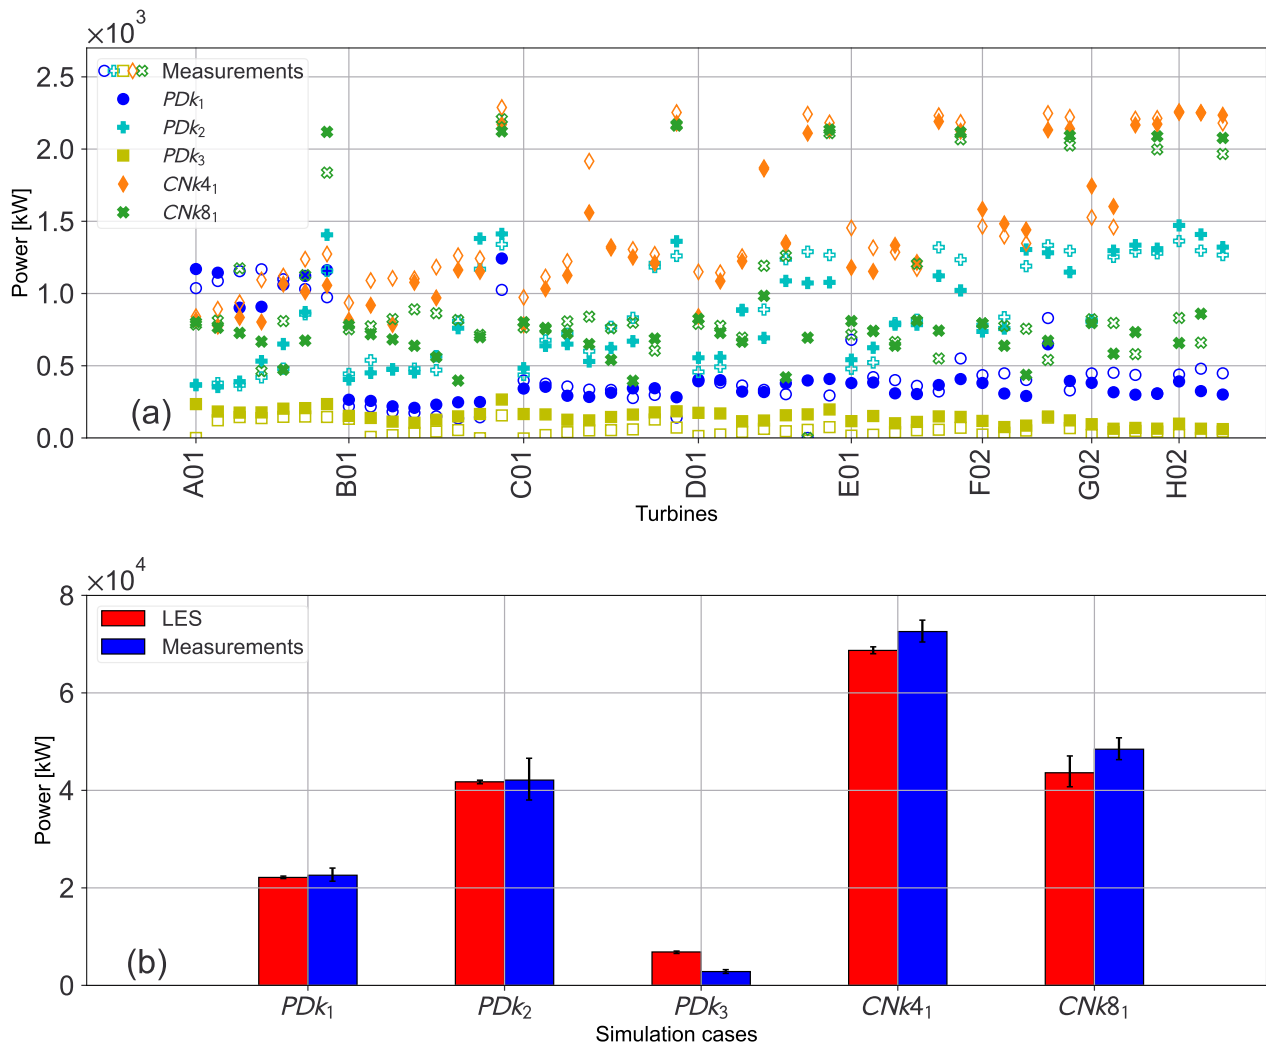 ×10³
2.5
2.0
1.5
1.0
0.5
0.0
Power [kW]
Measurements
PDk₁
PDk₂
PDk₃
CNk4₁
CNk8₁
(a)
A01 B01 C01 D01 E01 F02 G02 H02
Turbines
×10⁴
8
6
4
2
0
Power [kW]
LES
Measurements
(b)
PDk₁ PDk₂ PDk₃ CNk4₁ CNk8₁
Simulation cases